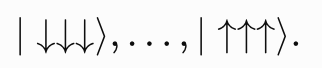 | ↓↓↓⟩, . . . , | ↑↑↑⟩.